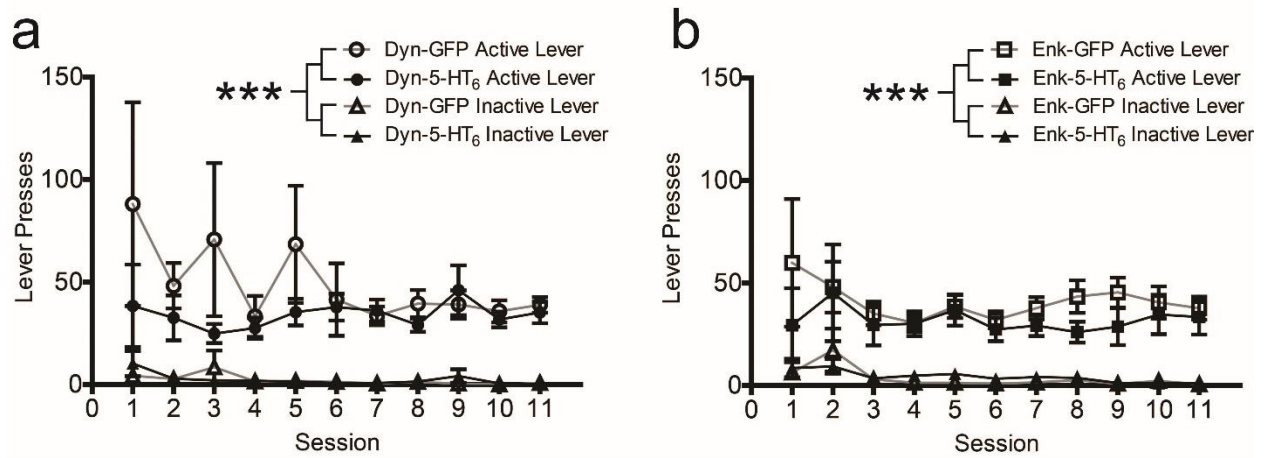 a
Dyn-GFP Active Lever
Dyn-5-HT₆ Active Lever
Dyn-GFP Inactive Lever
Dyn-5-HT₆ Inactive Lever
***
150
100
50
0
Lever Presses
0 1 2 3 4 5 6 7 8 9 10 11
Session
b
Enk-GFP Active Lever
Enk-5-HT₆ Active Lever
Enk-GFP Inactive Lever
Enk-5-HT₆ Inactive Lever
***
150
100
50
0
Lever Presses
0 1 2 3 4 5 6 7 8 9 10 11
Session